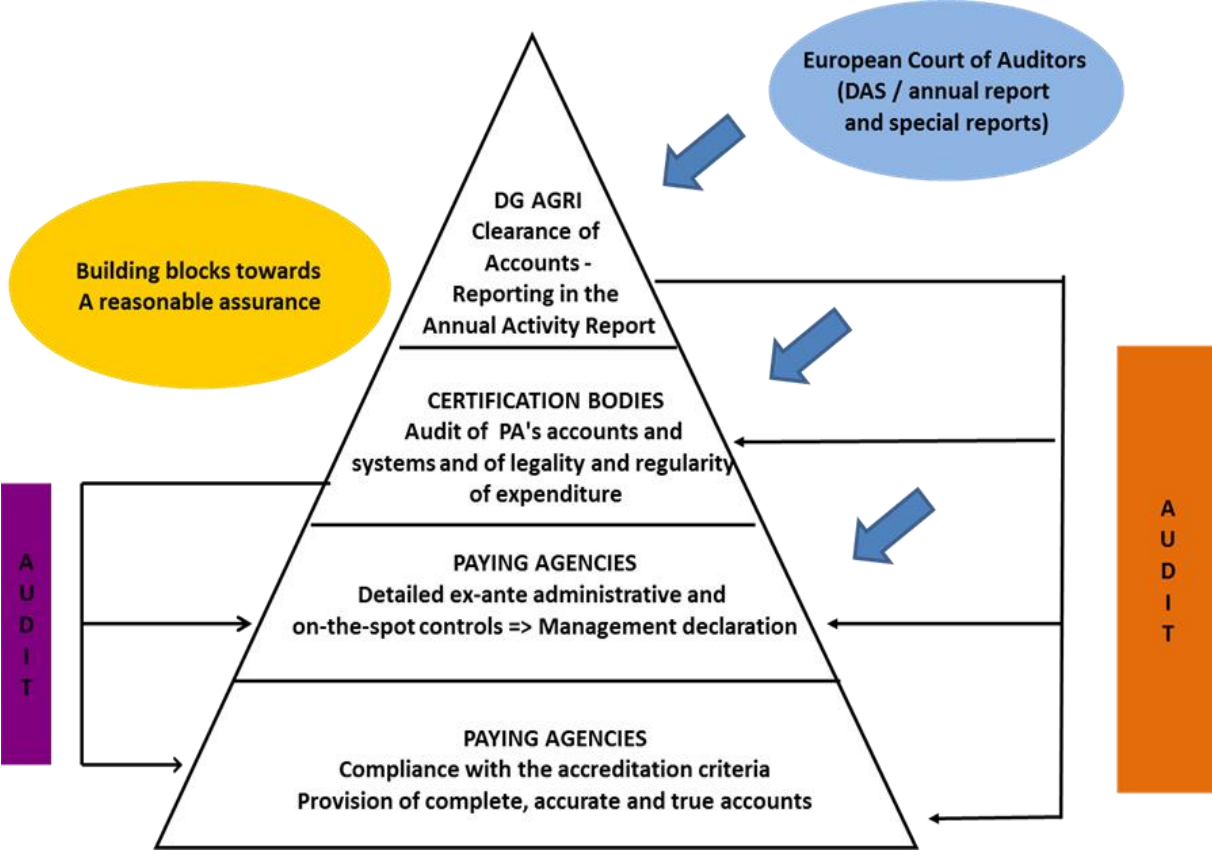 European Court of Auditors
(DAS / annual report
and special reports)
DG AGRI
Clearance of
Accounts -
Reporting in the
Annual Activity Report
Building blocks towards
A reasonable assurance
CERTIFICATION BODIES
Audit of PA's accounts and
systems and of legality and regularity
of expenditure
PAYING AGENCIES
Detailed ex-ante administrative and
on-the-spot controls => Management declaration
PAYING AGENCIES
Compliance with the accreditation criteria
Provision of complete, accurate and true accounts
A
U
D
I
T
A
U
D
I
T